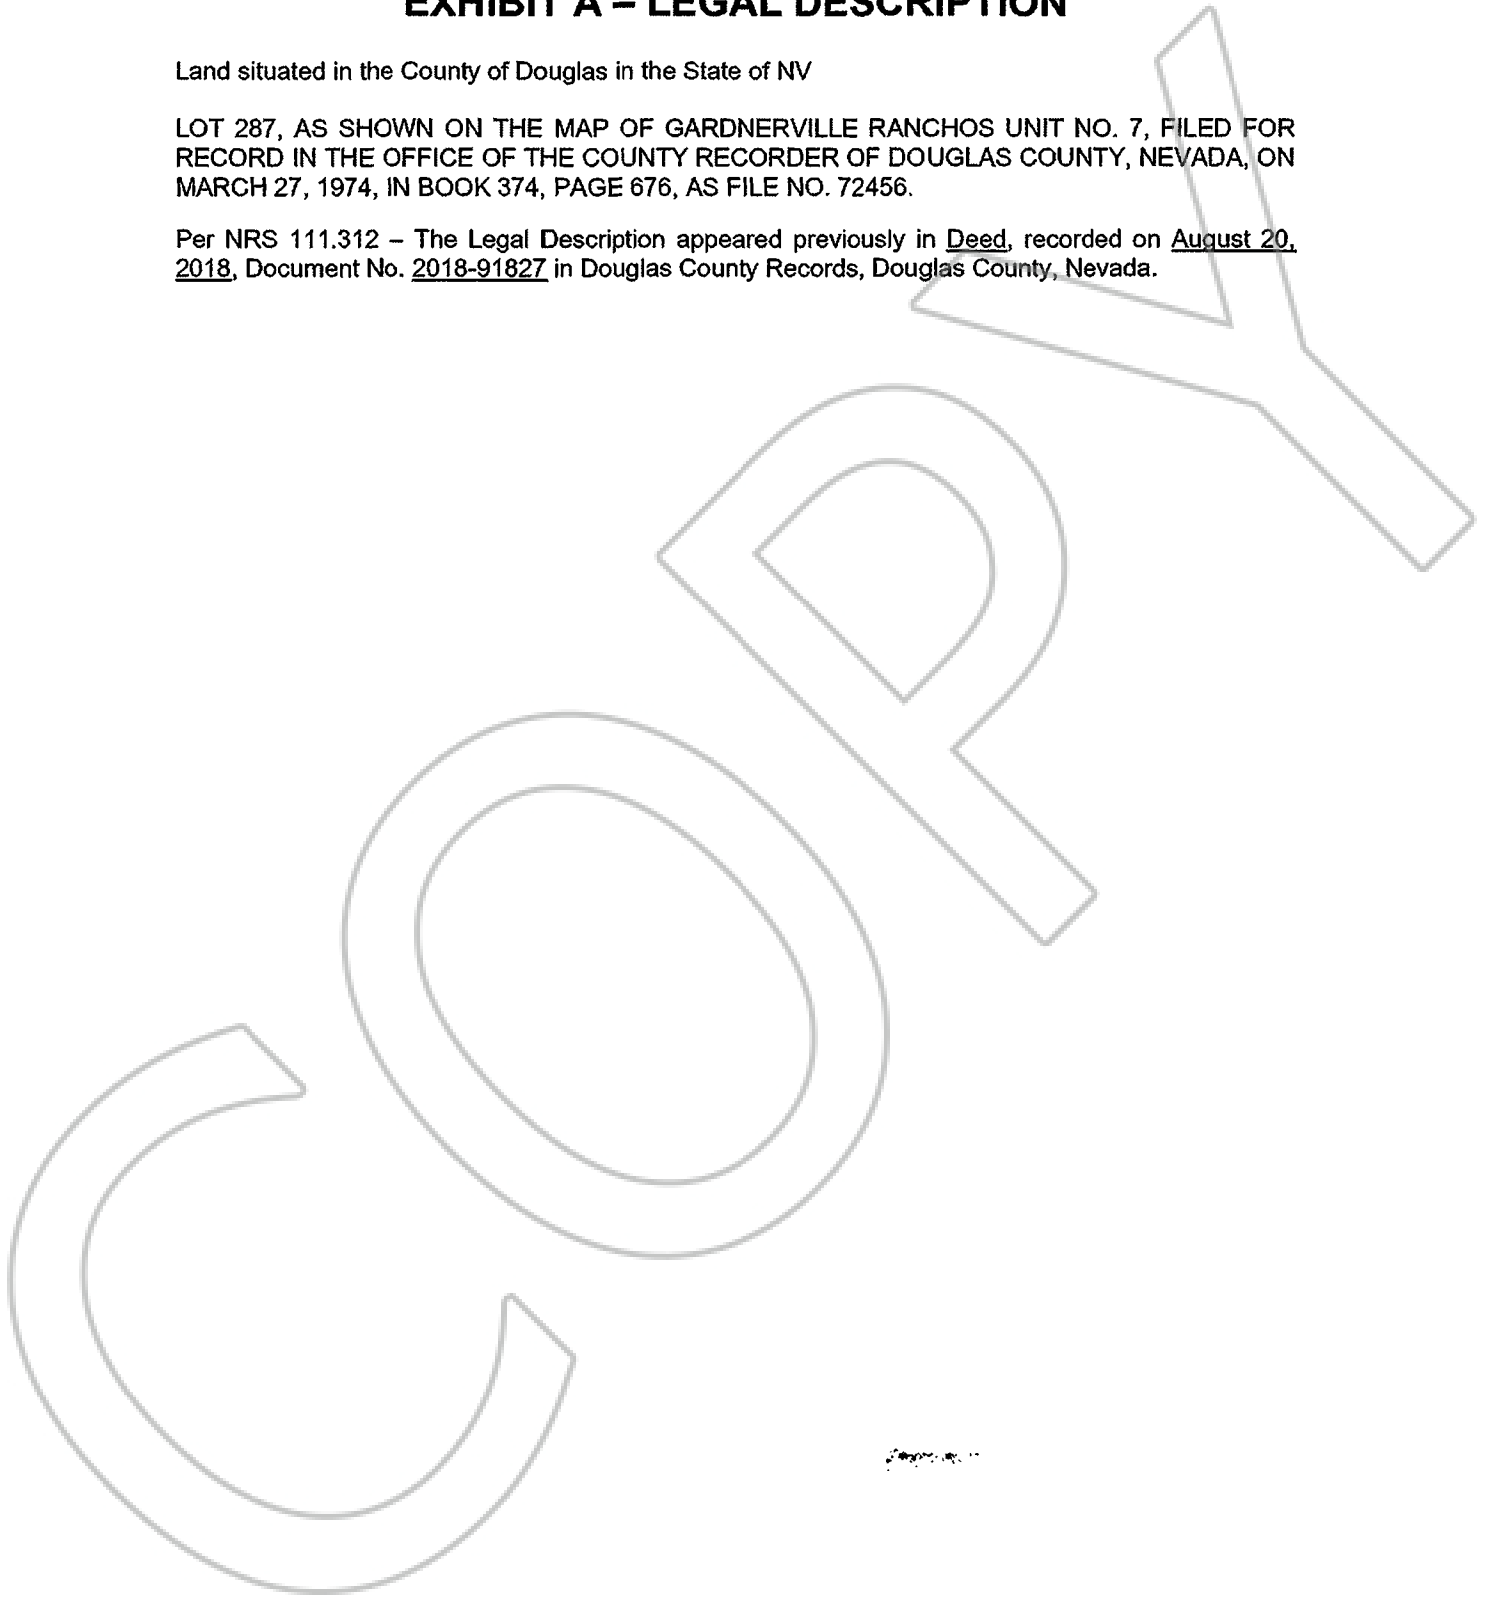 EXHIBIT A – LEGAL DESCRIPTION
Land situated in the County of Douglas in the State of NV
LOT 287, AS SHOWN ON THE MAP OF GARDNERVILLE RANCHOS UNIT NO. 7, FILED FOR
RECORD IN THE OFFICE OF THE COUNTY RECORDER OF DOUGLAS COUNTY, NEVADA, ON
MARCH 27, 1974, IN BOOK 374, PAGE 676, AS FILE NO. 72456.
Per NRS 111.312 – The Legal Description appeared previously in Deed, recorded on August 20,
2018, Document No. 2018-91827 in Douglas County Records, Douglas County, Nevada.
COPY